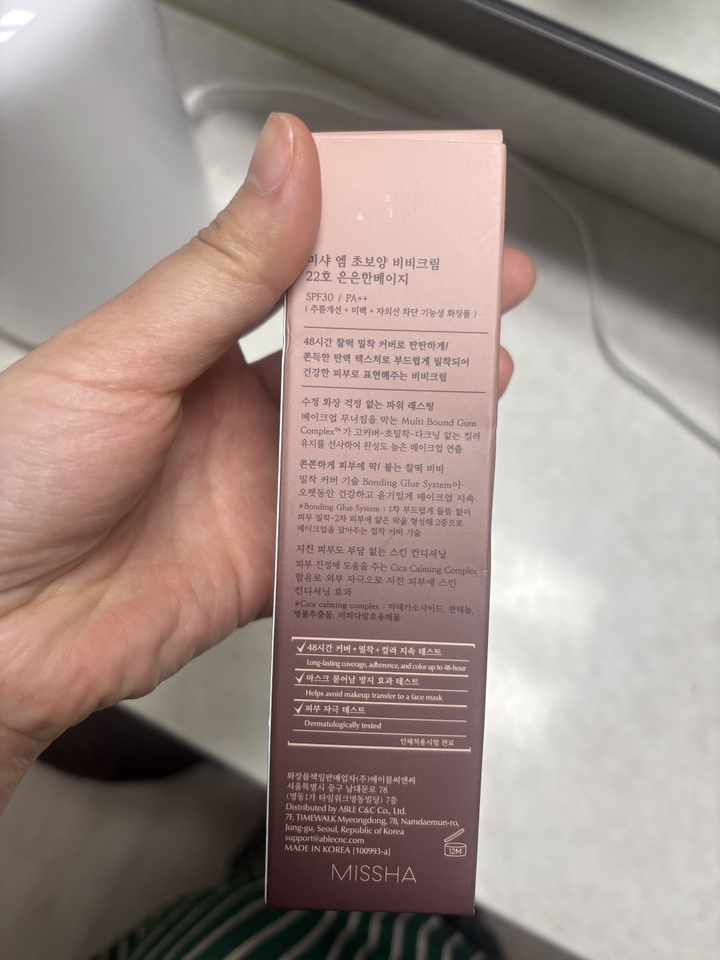 미샤 엠 초보양 비비크림
22호 은은한베이지
SPF30 / PA++
( 주름개선 + 미백 + 자외선 차단 기능성 화장품 )
48시간 찰떡 밀착 커버로 탄탄하게!
쫀득한 탄력 텍스처로 부드럽게 밀착되어
건강한 피부로 표현해주는 비비크림
수정 화장 걱정 없는 파워 래스팅
메이크업 무너짐을 막는 Multi Bound Gum
Complex™가 고커버-초밀착-다크닝 없는 컬러
유지를 선사하여 완성도 높은 메이크업 연출
쫀쫀하게 피부에 딱! 붙는 찰떡 비비
밀착 커버 기술 Bonding Glue System이
오랫동안 건강하고 윤기있게 메이크업 지속
*Bonding Glue System : 1차 부드럽게 들뜸 없이
피부 밀착-2차 피부에 얇은 막을 형성해 2중으로
메이크업을 잡아주는 점착 커버 기술
지친 피부도 부담 없는 스킨 컨디셔닝
피부 진정에 도움을 주는 Cica Calming Complex
함유로 외부 자극으로 지친 피부에 스킨
컨디셔닝 효과
*Cica calming complex : 마데카소사이드, 판테놀,
병풀추출물, 비피다발효용해물
✓ 48시간 커버+밀착+컬러 지속 테스트
Long-lasting coverage, adherence, and color up to 48-hour
✓ 마스크 묻어남 방지 효과 테스트
Helps avoid makeup transfer to a face mask
✓ 피부 자극 테스트
Dermatologically tested
인체적용시험 완료
화장품책임판매업자(주)에이블씨엔씨
서울특별시 중구 남대문로 78
(명동1가 타임워크명동빌딩) 7층
Distributed by ABLE C&C Co., Ltd.
7F, TIMEWALK Myeongdong, 78, Namdaemun-ro,
Jung-gu, Seoul, Republic of Korea
support@ablecnc.com
MADE IN KOREA [100993-a]
12M
MISSHA